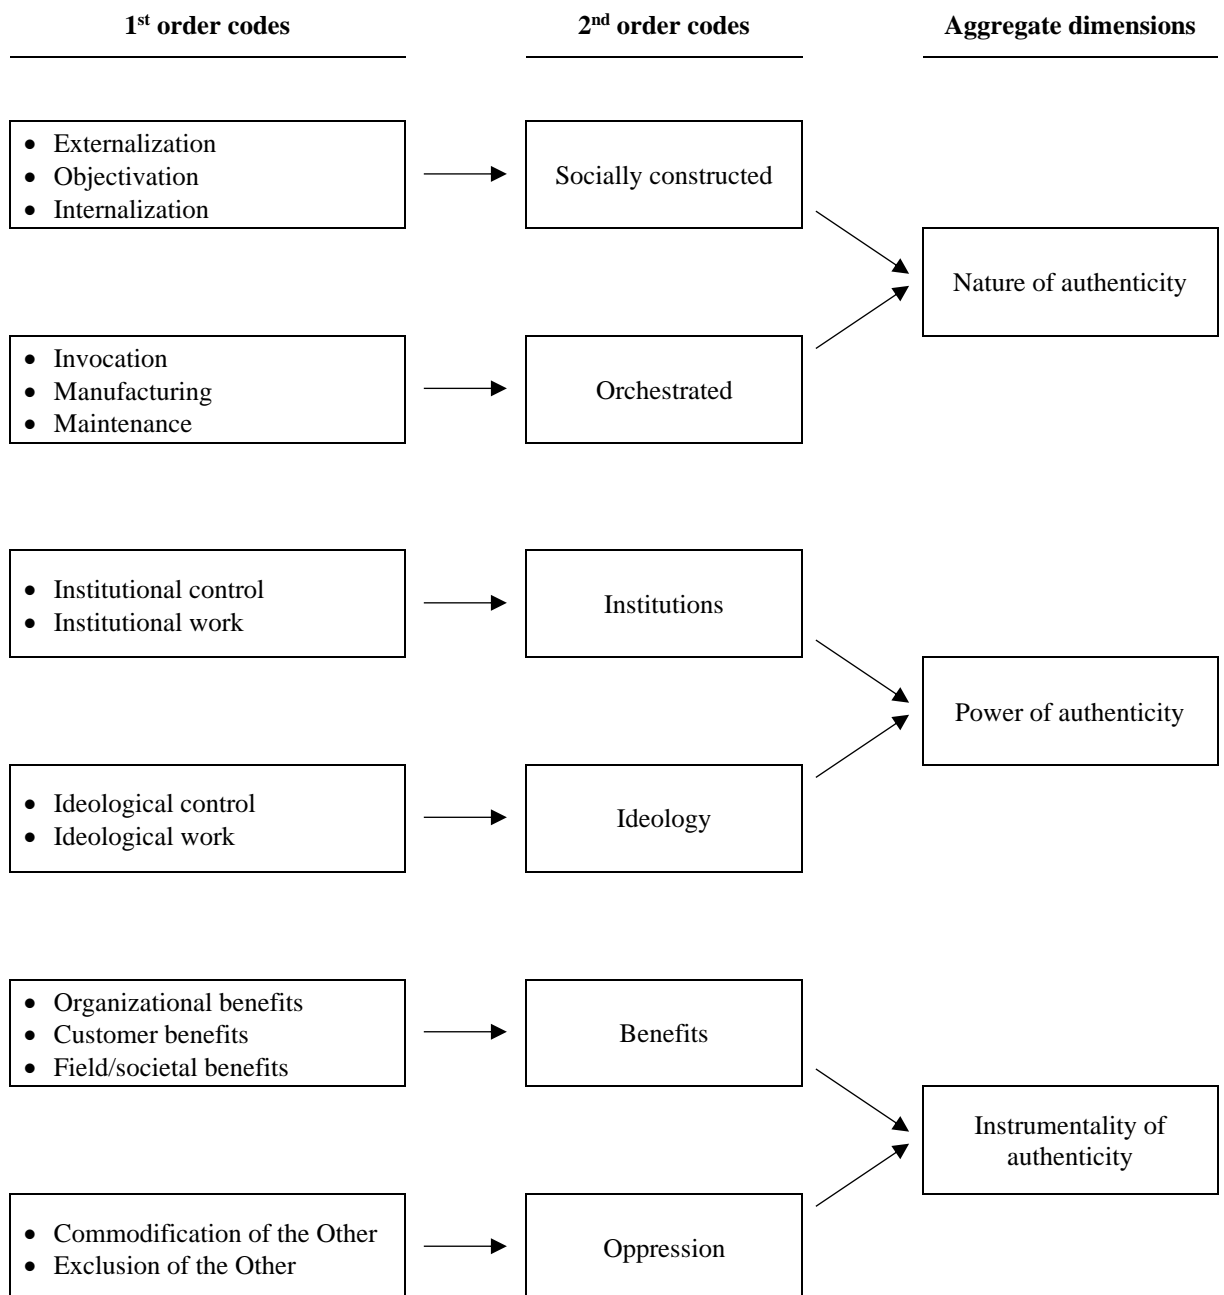 1st order codes
2nd order codes
Aggregate dimensions
• Externalization
• Objectivation
• Internalization
Socially constructed
Nature of authenticity
• Invocation
• Manufacturing
• Maintenance
Orchestrated
• Institutional control
• Institutional work
Institutions
Power of authenticity
• Ideological control
• Ideological work
Ideology
• Organizational benefits
• Customer benefits
• Field/societal benefits
Benefits
Instrumentality of
authenticity
• Commodification of the Other
• Exclusion of the Other
Oppression